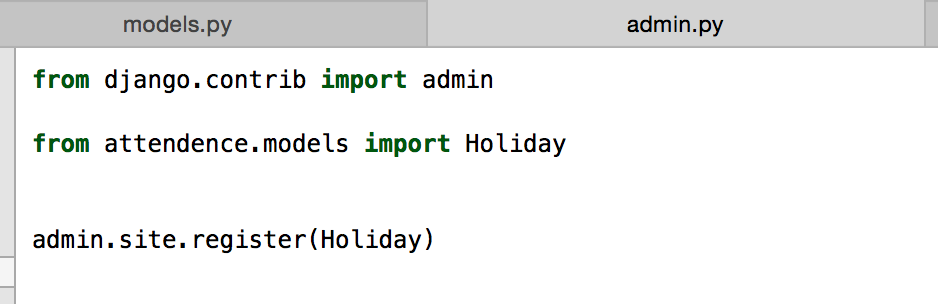 models.py
admin.py
from django.contrib import admin
from attendence.models import Holiday
admin.site.register(Holiday)